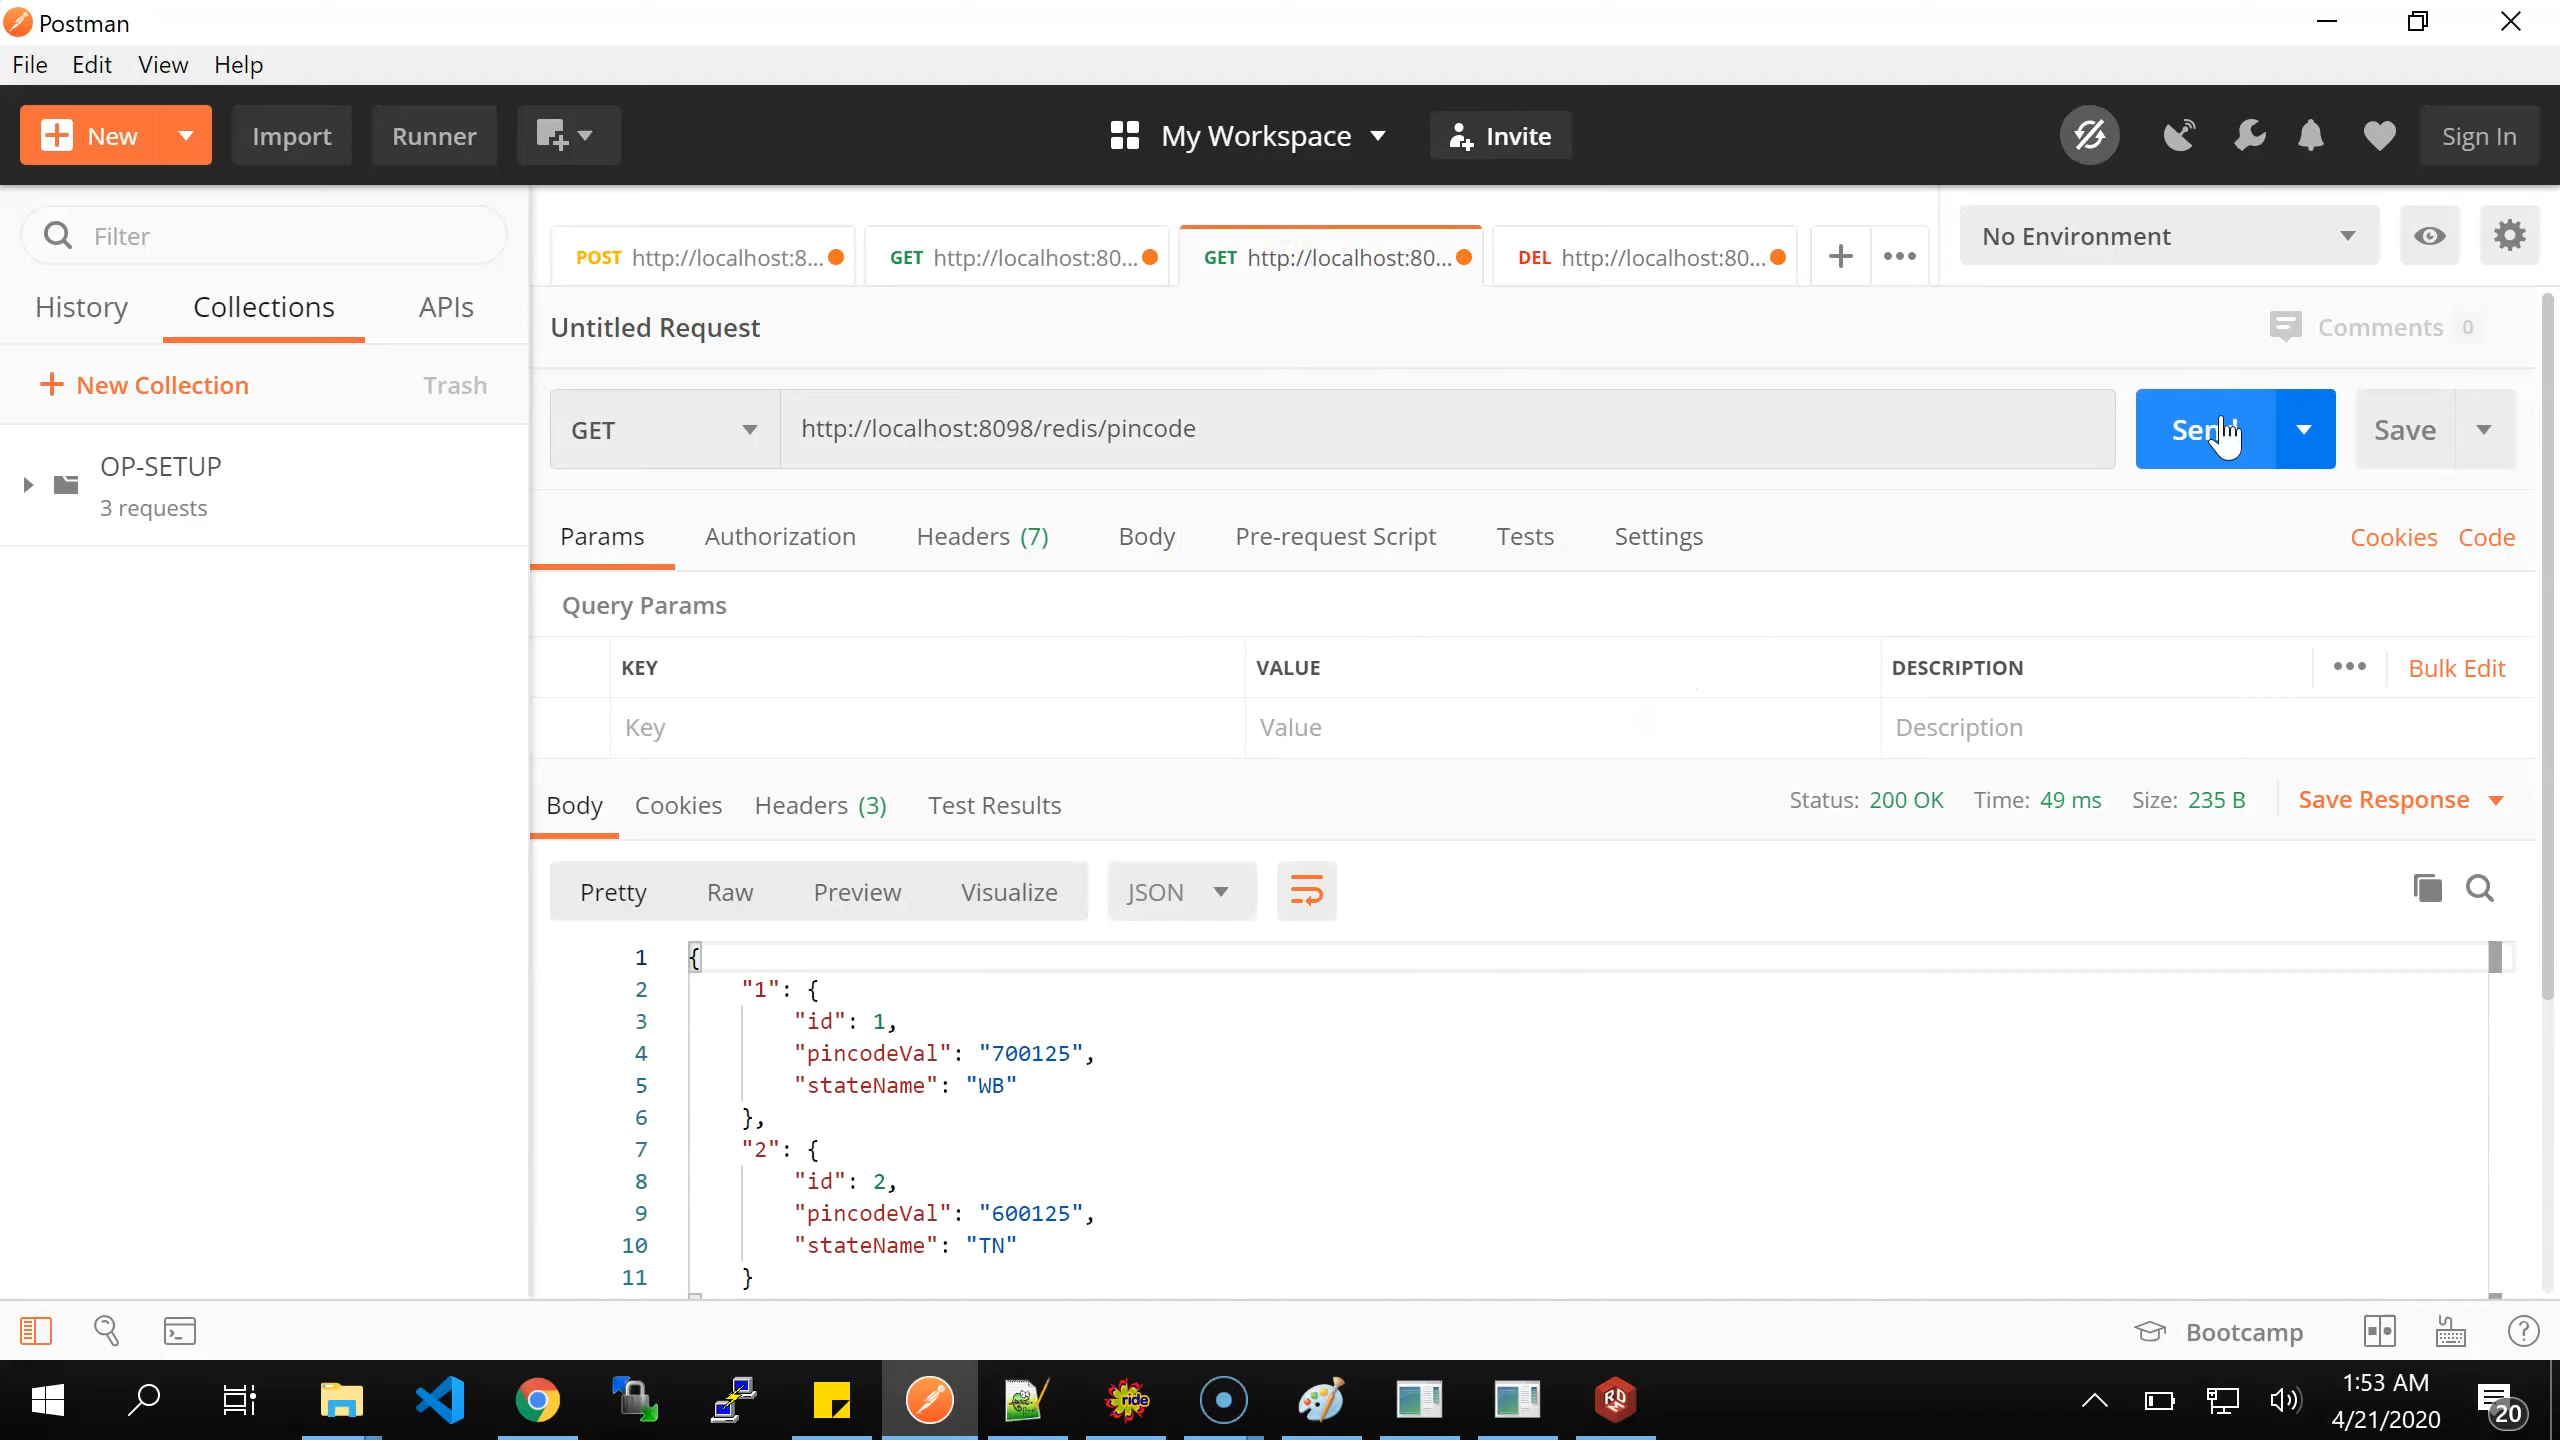 Postman
File Edit View Help
New Import Runner My Workspace Invite Sign In
Filter
History Collections APIs
New Collection Trash
OP-SETUP
3 requests
POST http://localhost:8... GET http://localhost:80... GET http://localhost:80... DEL http://localhost:80... No Environment
Untitled Request Comments 0
GET http://localhost:8098/redis/pincode Send Save
Params Authorization Headers (7) Body Pre-request Script Tests Settings Cookies Code
Query Params
KEY VALUE DESCRIPTION Bulk Edit
Key Value Description
Body Cookies Headers (3) Test Results Status: 200 OK Time: 49 ms Size: 235 B Save Response
Pretty Raw Preview Visualize JSON
1 {
2 "1": {
3 "id": 1,
4 "pincodeVal": "700125",
5 "stateName": "WB"
6 },
7 "2": {
8 "id": 2,
9 "pincodeVal": "600125",
10 "stateName": "TN"
11 }
Bootcamp
ride
1:53 AM
4/21/2020
20